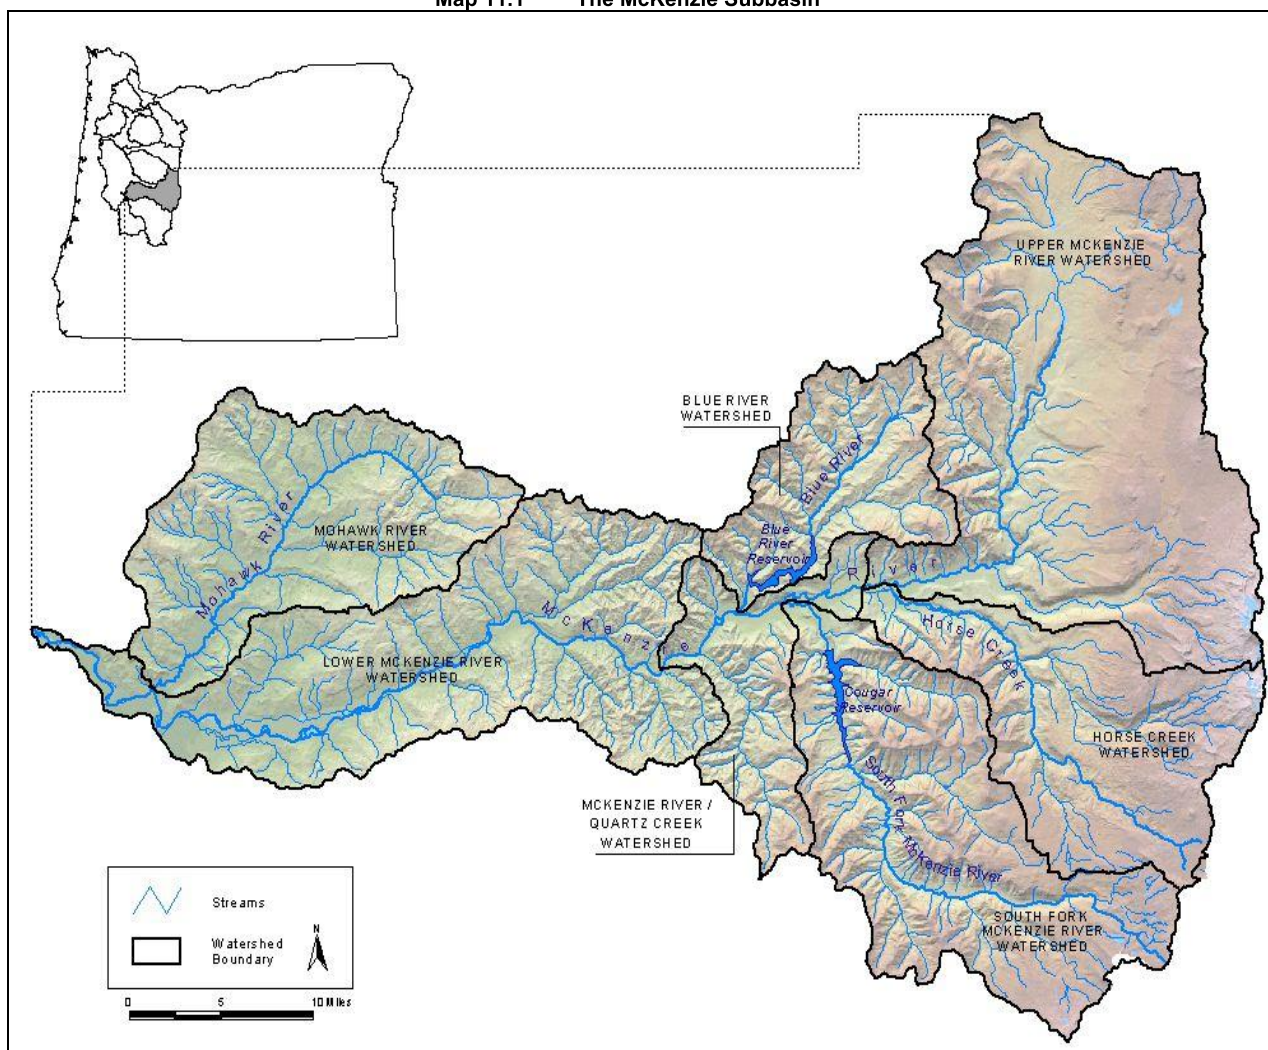 Map 11.1 The McKenzie Subbasin
UPPER MCKENZIE
RIVER WATERSHED
BLUE RIVER
WATERSHED
Blue River
Blue
River
Reservoir
Mohawk River
MOHAWK RIVER
WATERSHED
McKenzie River
LOWER MCKENZIE RIVER
WATERSHED
Horse Creek
HORSE CREEK
WATERSHED
Cougar
Reservoir
MCKENZIE RIVER /
QUARTZ CREEK
WATERSHED
South Fork McKenzie River
SOUTH FORK
MCKENZIE RIVER
WATERSHED
Streams
Watershed
Boundary
N
0 5 10 Miles